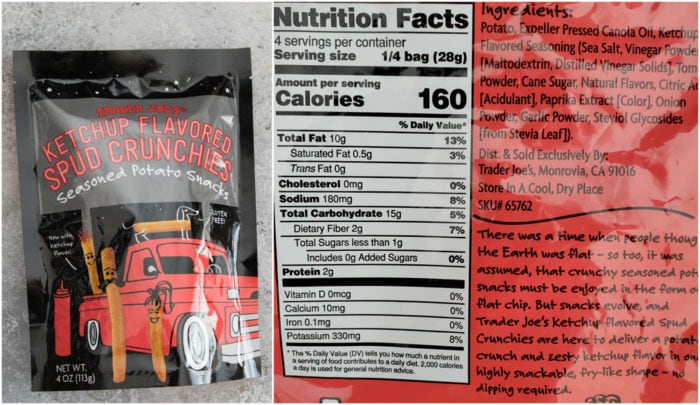 TRADER JOE'S
KETCHUP FLAVORED
SPUD CRUNCHIES
Seasoned Potato Snacks
GLUTEN
FREE!
Now with
ketchup
flavor!
NET WT.
4 OZ (113g)
Nutrition Facts
4 servings per container
Serving size 1/4 bag (28g)
Amount per serving
Calories 160
% Daily Value*
Total Fat 10g 13%
Saturated Fat 0.5g 3%
Trans Fat 0g
Cholesterol 0mg 0%
Sodium 180mg 8%
Total Carbohydrate 15g 5%
Dietary Fiber 2g 7%
Total Sugars less than 1g
Includes 0g Added Sugars 0%
Protein 2g
Vitamin D 0mcg 0%
Calcium 10mg 0%
Iron 0.1mg 0%
Potassium 330mg 8%
* The % Daily Value (DV) tells you how much a nutrient in
a serving of food contributes to a daily diet. 2,000 calories
a day is used for general nutrition advice.
Ingredients:
Potato, Expeller Pressed Canola Oil, Ketchup
Flavored Seasoning (Sea Salt, Vinegar Powde
[Maltodextrin, Distilled Vinegar Solids], Tom
Powder, Cane Sugar, Natural Flavors, Citric Ac
[Acidulant], Paprika Extract [Color], Onion
Powder, Garlic Powder, Steviol Glycosides
[from Stevia Leaf]).
Dist. & Sold Exclusively By:
Trader Joe's, Monrovia, CA 91016
Store In A Cool, Dry Place
SKU# 65762
There was a time when people thoug
the Earth was flat – so too, it was
assumed, that crunchy seasoned pot
snacks must be enjoyed in the form o
flat chip. But snacks evolve, and
Trader Joe's Ketchup Flavored Spud
Crunchies are here to deliver a potat
crunch and zesty ketchup flavor in on
highly snackable, fry-like shape – no
dipping required.